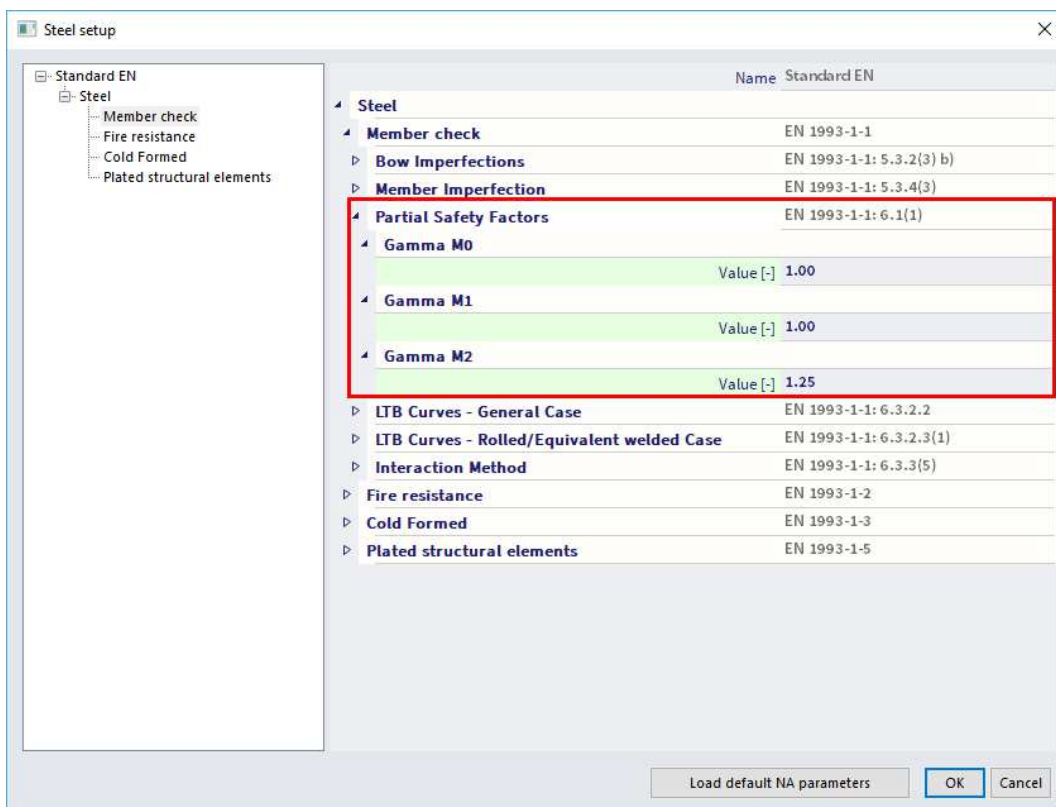 Steel setup
Standard EN
Steel
Member check
Fire resistance
Cold Formed
Plated structural elements
Name Standard EN
Steel
Member check EN 1993-1-1
Bow Imperfections EN 1993-1-1: 5.3.2(3) b)
Member Imperfection EN 1993-1-1: 5.3.4(3)
Partial Safety Factors EN 1993-1-1: 6.1(1)
Gamma M0
Value [-] 1.00
Gamma M1
Value [-] 1.00
Gamma M2
Value [-] 1.25
LTB Curves - General Case EN 1993-1-1: 6.3.2.2
LTB Curves - Rolled/Equivalent welded Case EN 1993-1-1: 6.3.2.3(1)
Interaction Method EN 1993-1-1: 6.3.3(5)
Fire resistance EN 1993-1-2
Cold Formed EN 1993-1-3
Plated structural elements EN 1993-1-5
Load default NA parameters OK Cancel